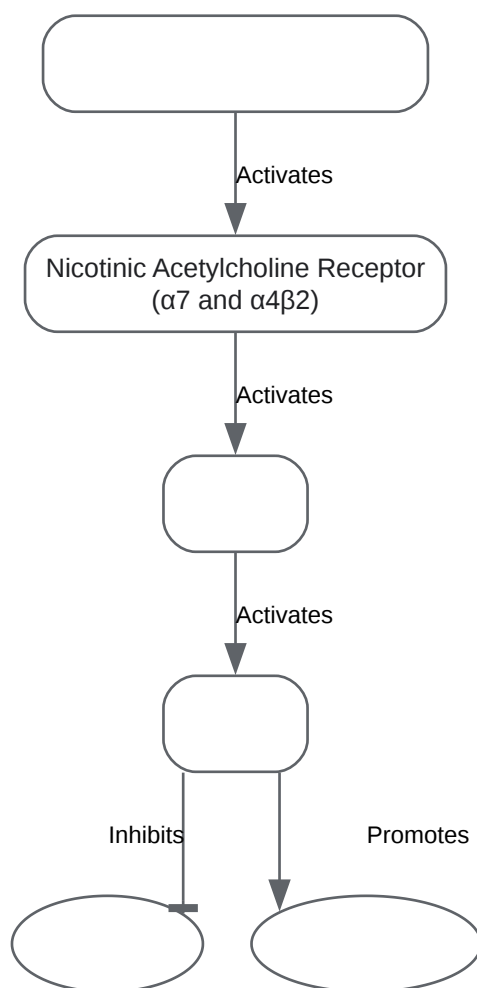 Activates
Nicotinic Acetylcholine Receptor
(α7 and α4β2)
Activates
Activates
Inhibits
Promotes